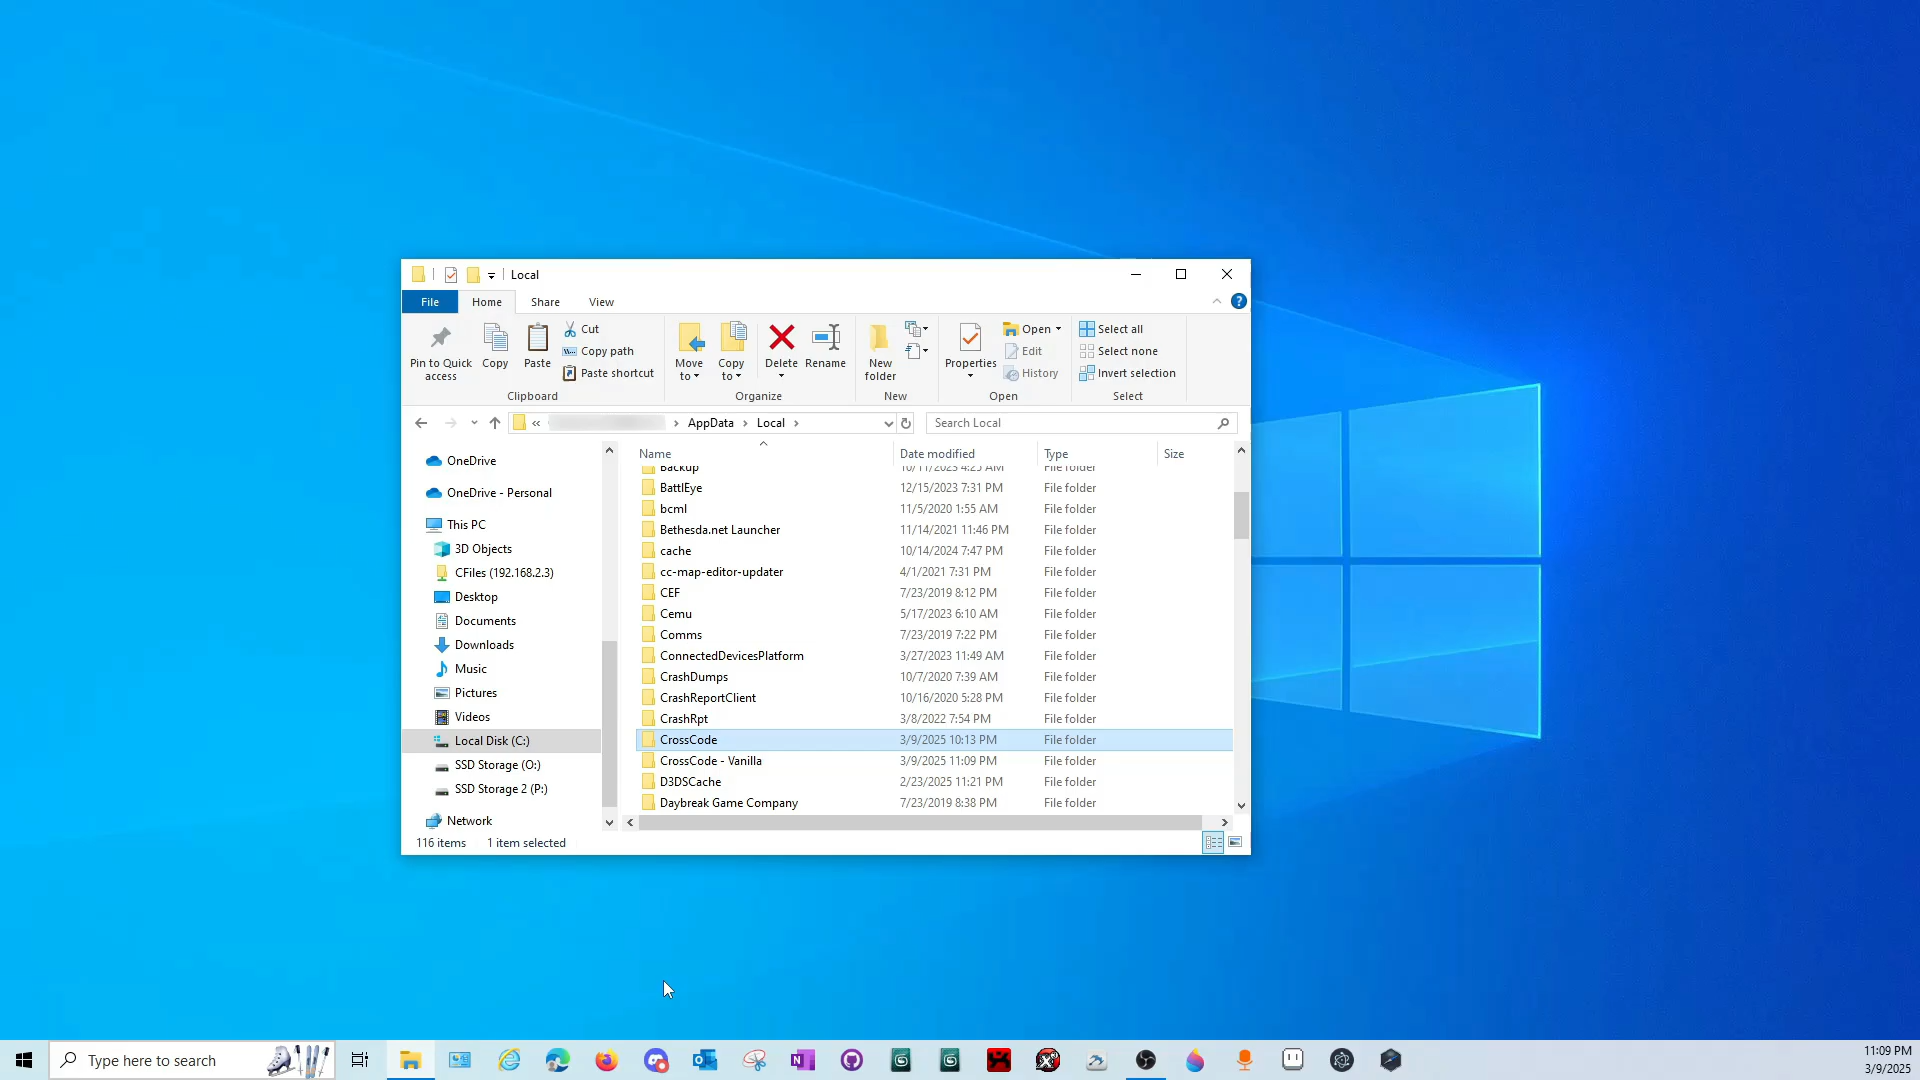 Local
File Home Share View
Pin to Quick access
Copy
Paste
Cut
Copy path
Paste shortcut
Clipboard
Move to
Copy to
Delete
Rename
Organize
New folder
New
Properties
Open
Edit
History
Open
Select all
Select none
Invert selection
Select
« > AppData > Local >
Search Local
OneDrive
OneDrive - Personal
This PC
3D Objects
CFiles (192.168.2.3)
Desktop
Documents
Downloads
Music
Pictures
Videos
Local Disk (C:)
SSD Storage (O:)
SSD Storage 2 (P:)
Network
Name Date modified Type Size
Backup 10/11/2023 4:25 AM File folder
BattlEye 12/15/2023 7:31 PM File folder
bcml 11/5/2020 1:55 AM File folder
Bethesda.net Launcher 11/14/2021 11:46 PM File folder
cache 10/14/2024 7:47 PM File folder
cc-map-editor-updater 4/1/2021 7:31 PM File folder
CEF 7/23/2019 8:12 PM File folder
Cemu 5/17/2023 6:10 AM File folder
Comms 7/23/2019 7:22 PM File folder
ConnectedDevicesPlatform 3/27/2023 11:49 AM File folder
CrashDumps 10/7/2020 7:39 AM File folder
CrashReportClient 10/16/2020 5:28 PM File folder
CrashRpt 3/8/2022 7:54 PM File folder
CrossCode 3/9/2025 10:13 PM File folder
CrossCode - Vanilla 3/9/2025 11:09 PM File folder
D3DSCache 2/23/2025 11:21 PM File folder
Daybreak Game Company 7/23/2019 8:38 PM File folder
116 items 1 item selected
Type here to search
11:09 PM
3/9/2025